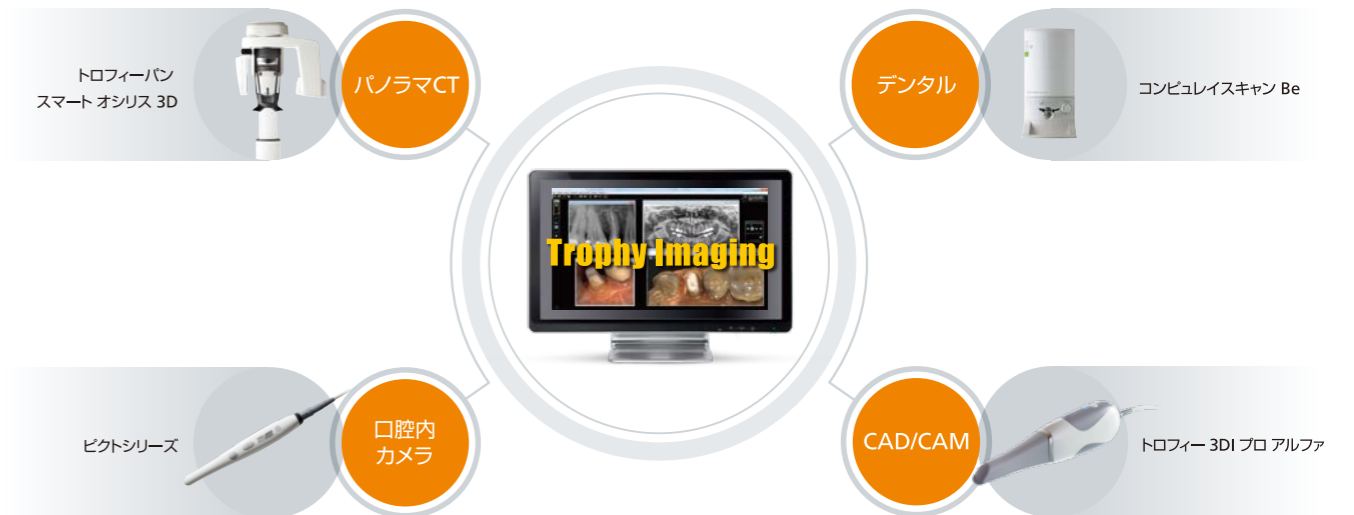 トロフィーパン
スマート オシリス 3D
パノラマCT
デンタル
コンピュレイスキャン Be
Trophy Imaging
ピクトシリーズ
口腔内
カメラ
CAD/CAM
トロフィー 3DI プロ アルファ